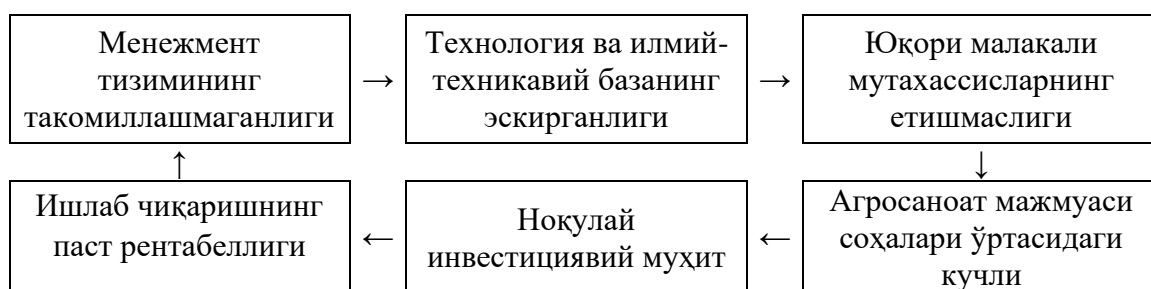 Менежмент
тизимининг
такомиллашмаганлиги
→
Технология ва илмий-
техникавий базанинг
эскирганлиги
→
Юқори малакали
мутахассисларнинг
етишмаслиги
↑
↓
Ишлаб чиқаришнинг
паст рентабеллиги
←
Ноқулай
инвестициявий муҳит
←
Агросаноат мажмуаси
соҳалари ўртасидаги
кучли